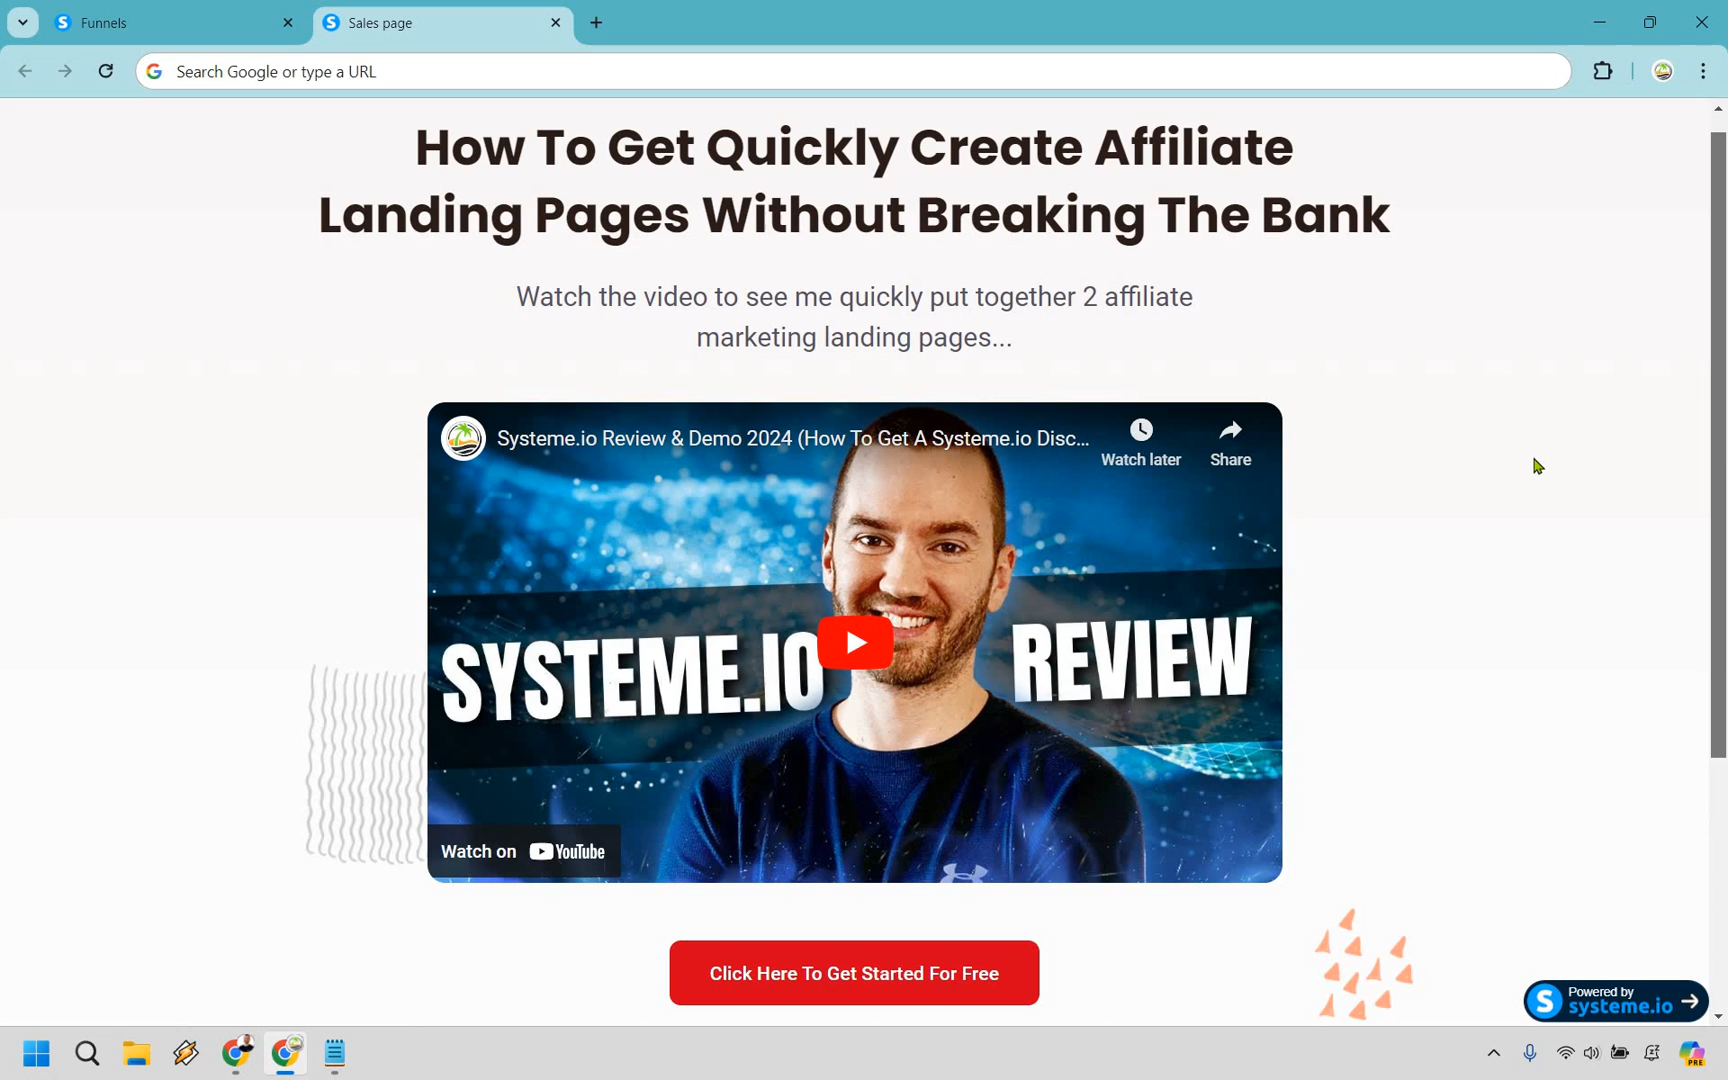 Funnels
Sales page
Search Google or type a URL
How To Get Quickly Create Affiliate
Landing Pages Without Breaking The Bank
Watch the video to see me quickly put together 2 affiliate
marketing landing pages...
Systeme.io Review & Demo 2024 (How To Get A Systeme.io Disc...
Watch later
Share
SYSTEME.IO REVIEW
Watch on YouTube
Click Here To Get Started For Free
Powered by
systeme.io
PRE